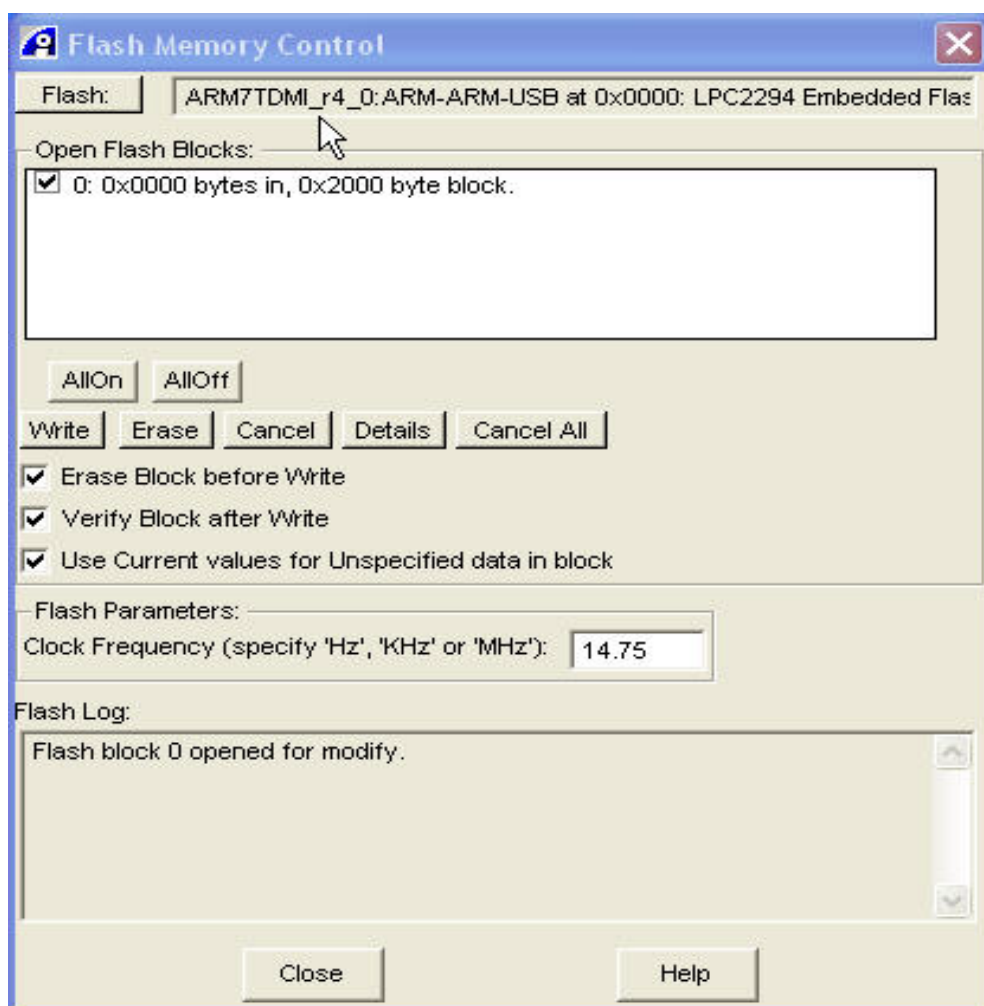 Flash Memory Control
Flash: ARM7TDMI_r4_0:ARM-ARM-USB at 0x0000: LPC2294 Embedded Flas
Open Flash Blocks:
0: 0x0000 bytes in, 0x2000 byte block.
AllOn AllOff
Write Erase Cancel Details Cancel All
Erase Block before Write
Verify Block after Write
Use Current values for Unspecified data in block
Flash Parameters:
Clock Frequency (specify 'Hz', 'KHz' or 'MHz'): 14.75
Flash Log:
Flash block 0 opened for modify.
Close Help